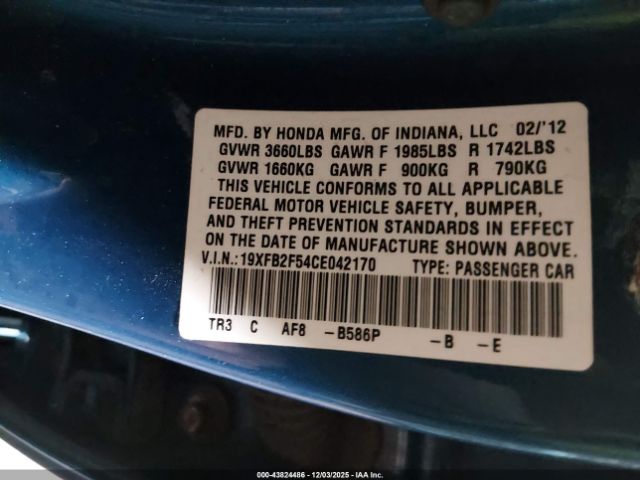 MFD. BY HONDA MFG. OF INDIANA, LLC 02/'12
GVWR 3660LBS GAWR F 1985LBS R 1742LBS
GVWR 1660KG GAWR F 900KG R 790KG
THIS VEHICLE CONFORMS TO ALL APPLICABLE
FEDERAL MOTOR VEHICLE SAFETY, BUMPER,
AND THEFT PREVENTION STANDARDS IN EFFECT
ON THE DATE OF MANUFACTURE SHOWN ABOVE.
V.I.N.: 19XFB2F54CE042170 TYPE: PASSENGER CAR
TR3 C AF8 -B586P -B -E
000-43824486 - 12/03/2025 - IAAI, Inc.